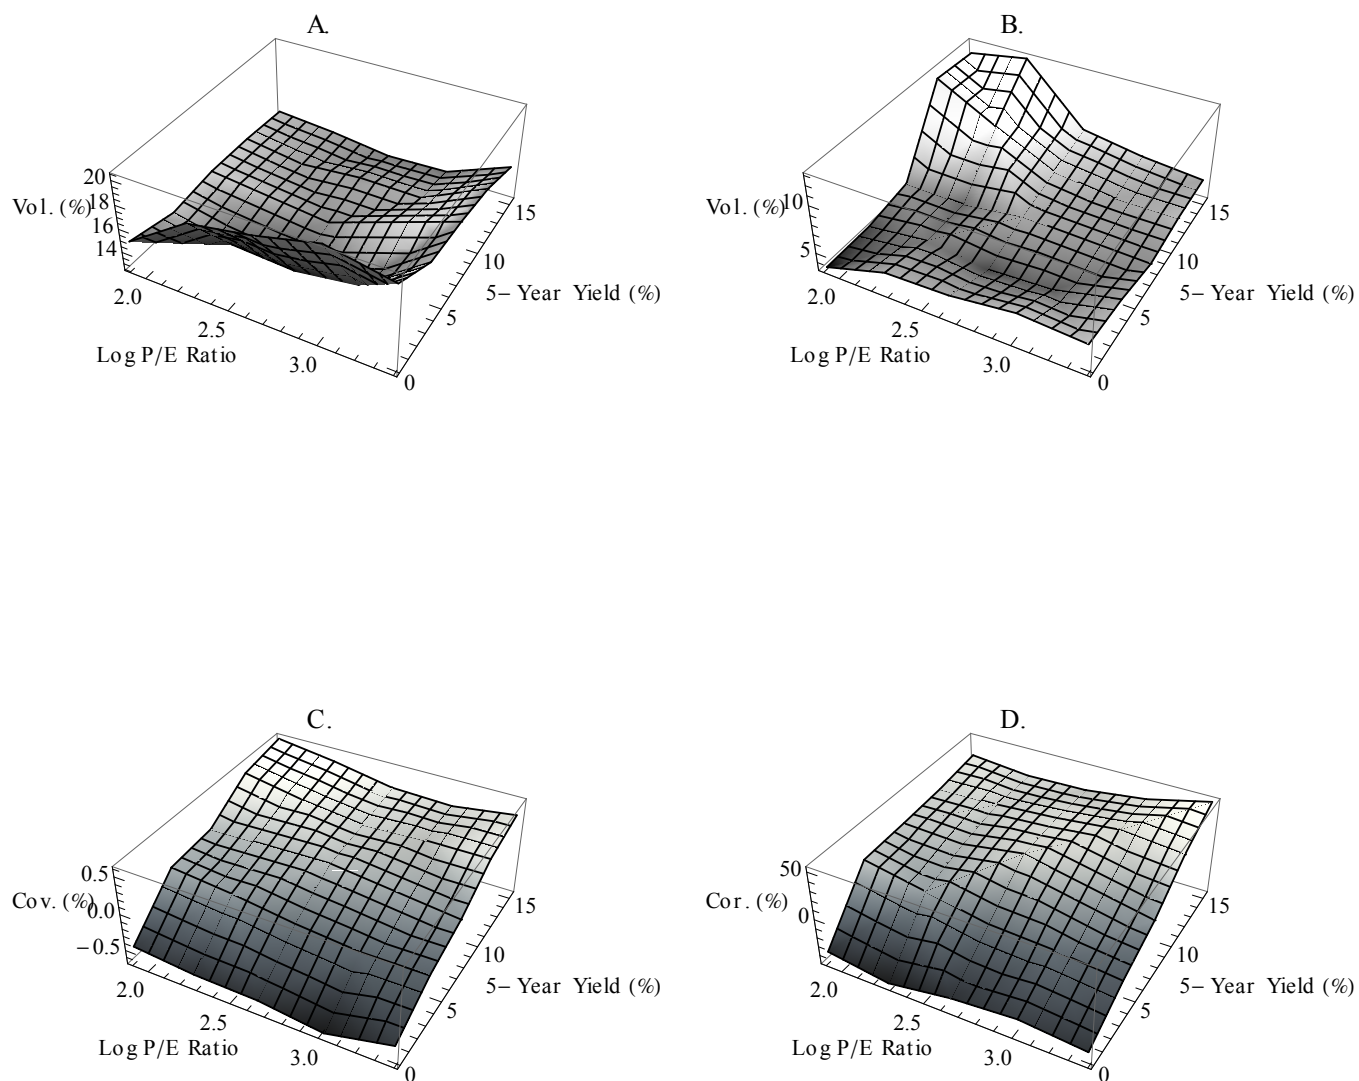 A.
20
18
16
14
Vol. (%)
2.0
2.5
3.0
Log P/E Ratio
0
5
10
15
5– Year Yield (%)
B.
10
5
Vol. (%)
2.0
2.5
3.0
Log P/E Ratio
0
5
10
15
5– Year Yield (%)
C.
0.5
0.0
–0.5
Cov. (%)
2.0
2.5
3.0
Log P/E Ratio
0
5
10
15
5– Year Yield (%)
D.
50
0
Cor. (%)
2.0
2.5
3.0
Log P/E Ratio
0
5
10
15
5– Year Yield (%)